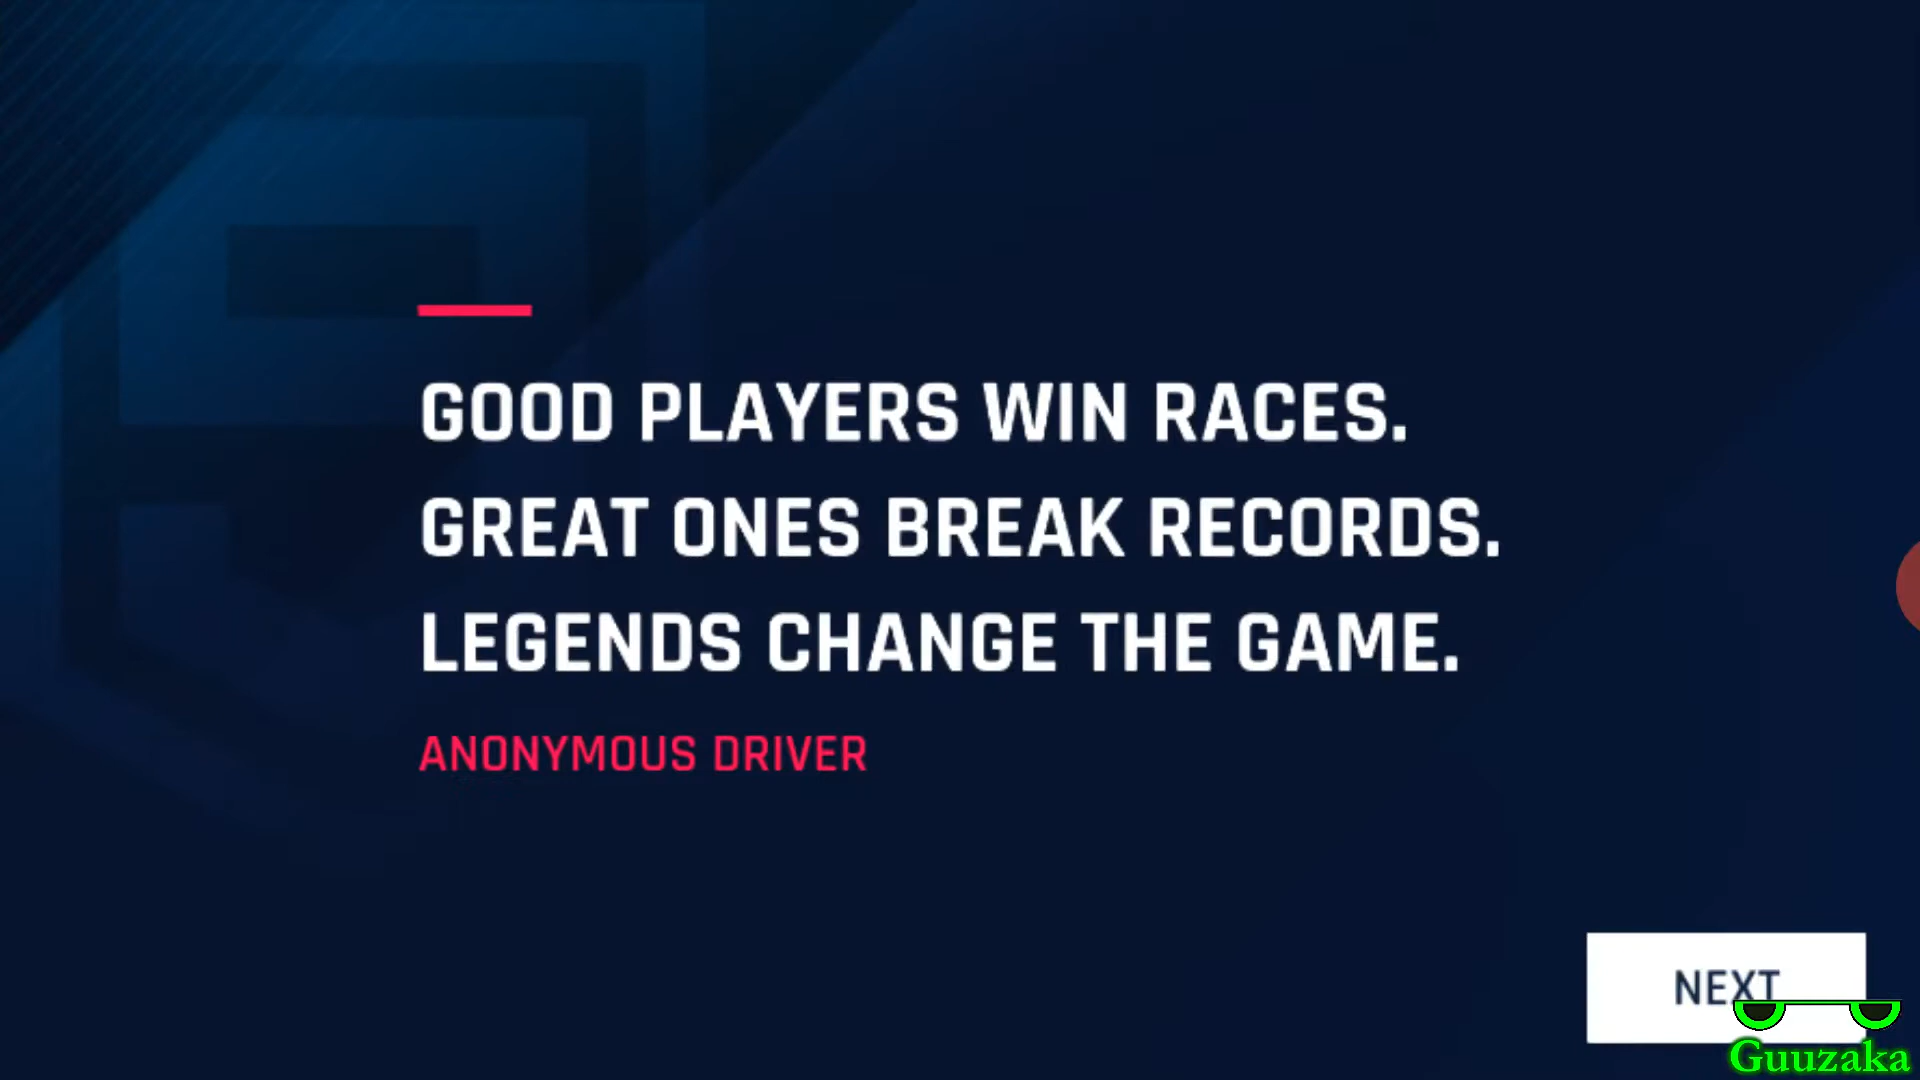 GOOD PLAYERS WIN RACES.
GREAT ONES BREAK RECORDS.
LEGENDS CHANGE THE GAME.
ANONYMOUS DRIVER
NEXT
Guuzaka